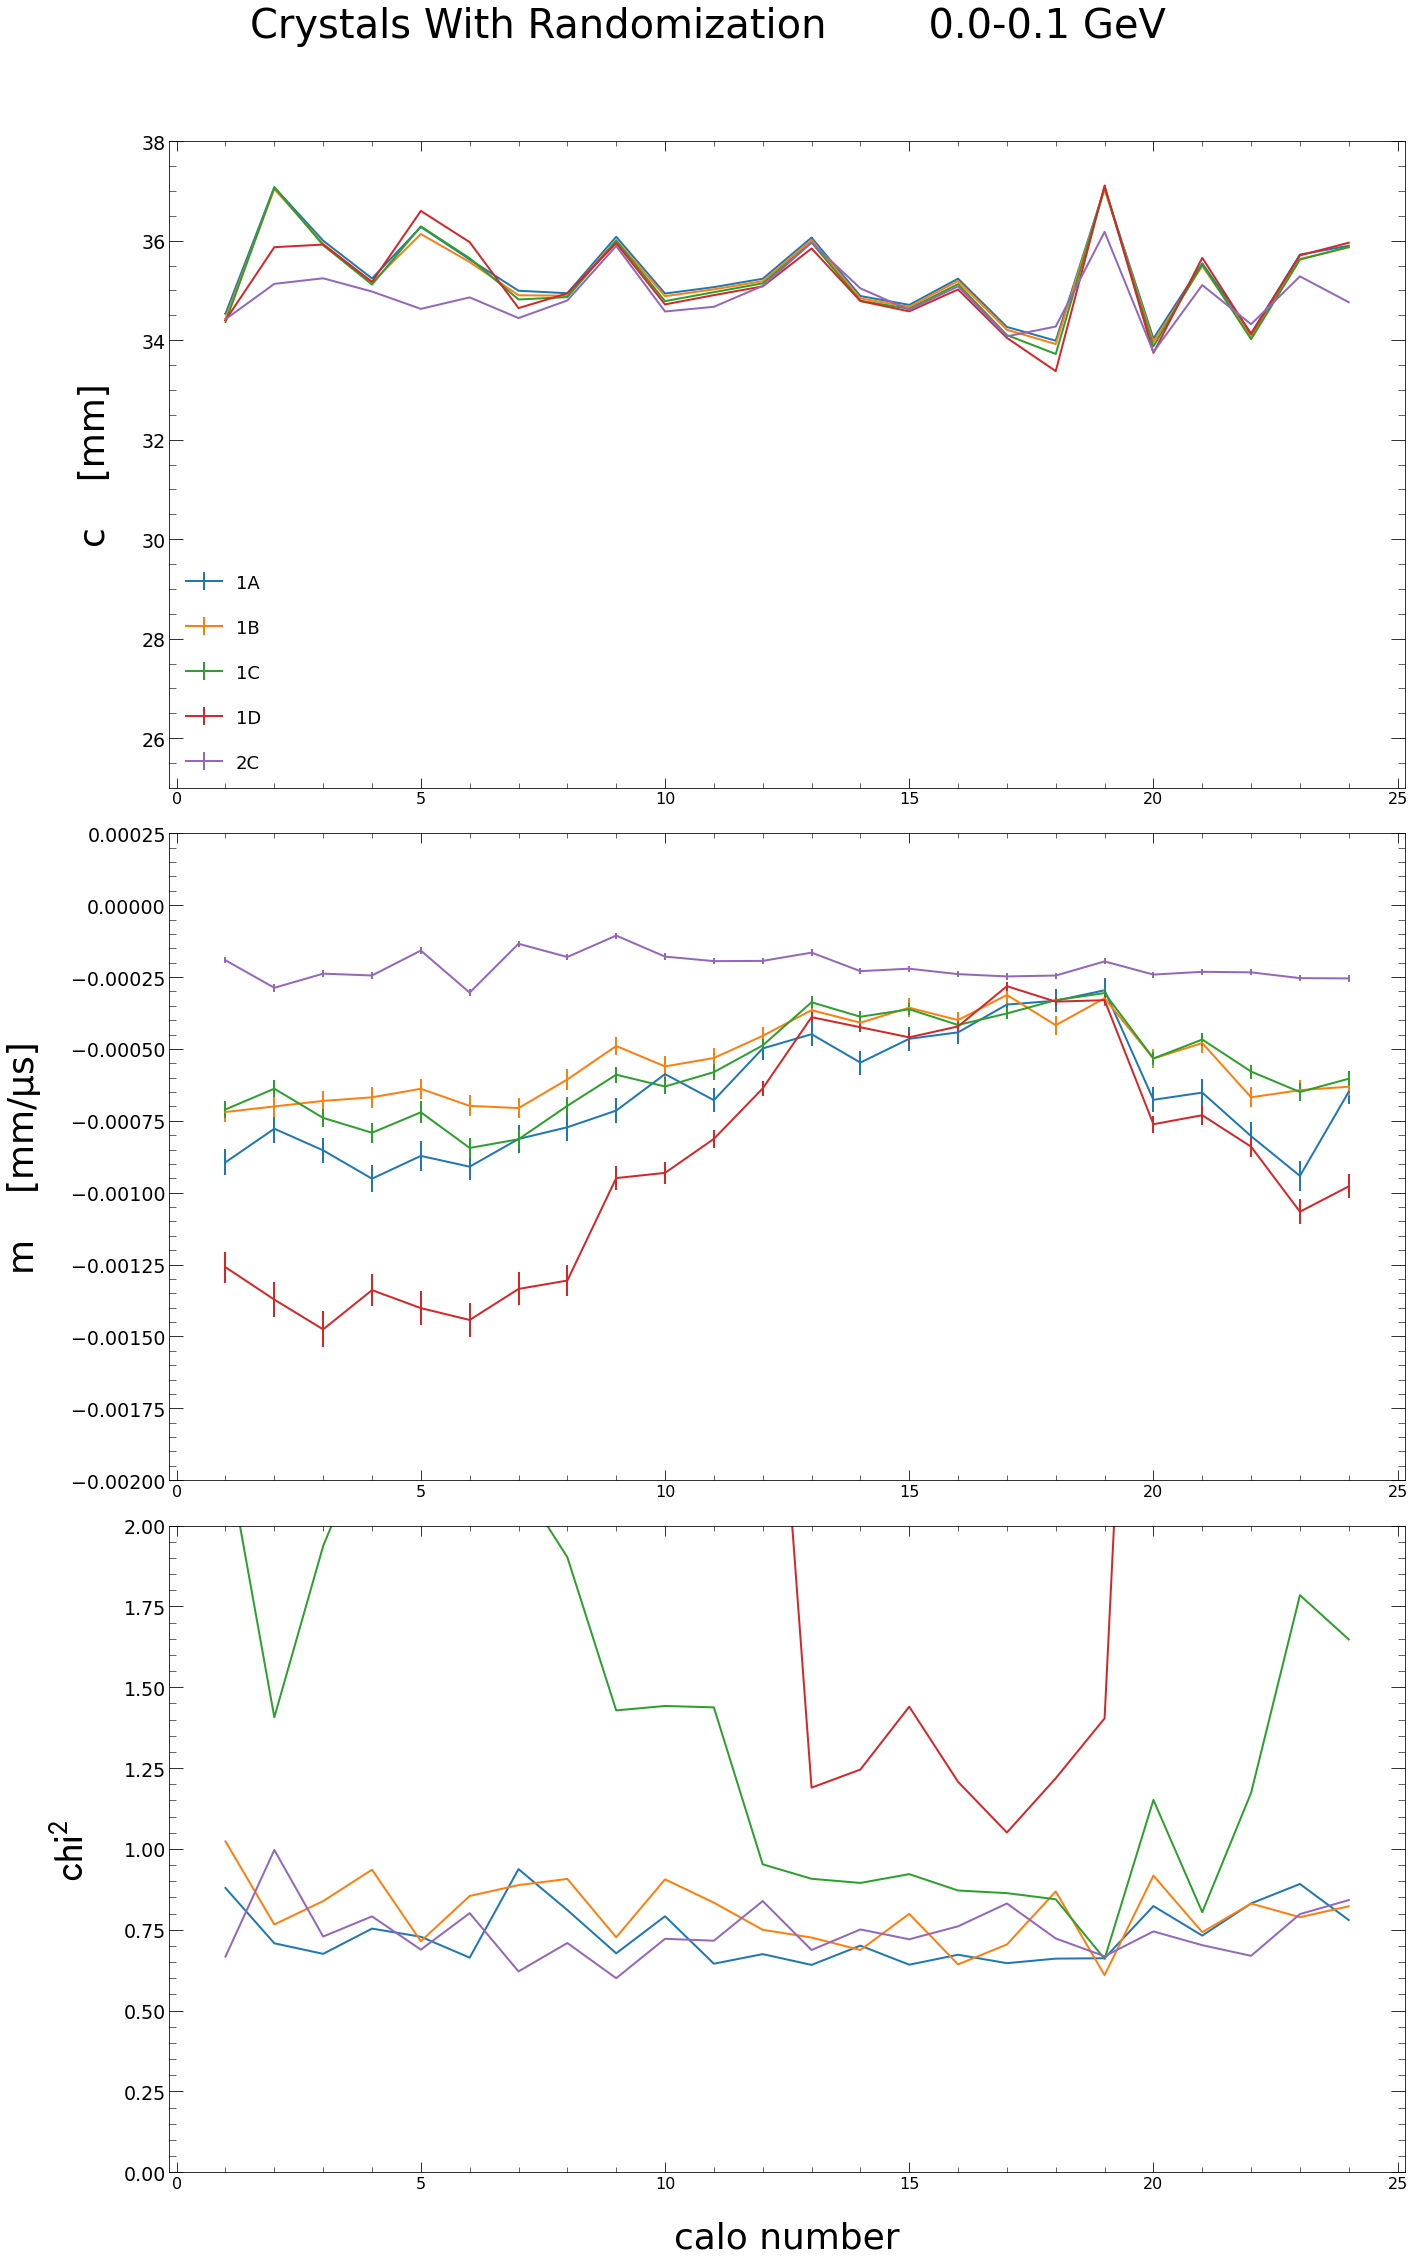 Crystals With Randomization 0.0-0.1 GeV
38
36
34
32
30
28
26
c [mm]
1A
1B
1C
1D
2C
0 5 10 15 20 25
0.00025
0.00000
−0.00025
−0.00050
−0.00075
−0.00100
−0.00125
−0.00150
−0.00175
−0.00200
m [mm/µs]
0 5 10 15 20 25
2.00
1.75
1.50
1.25
1.00
0.75
0.50
0.25
0.00
chi²
0 5 10 15 20 25
calo number